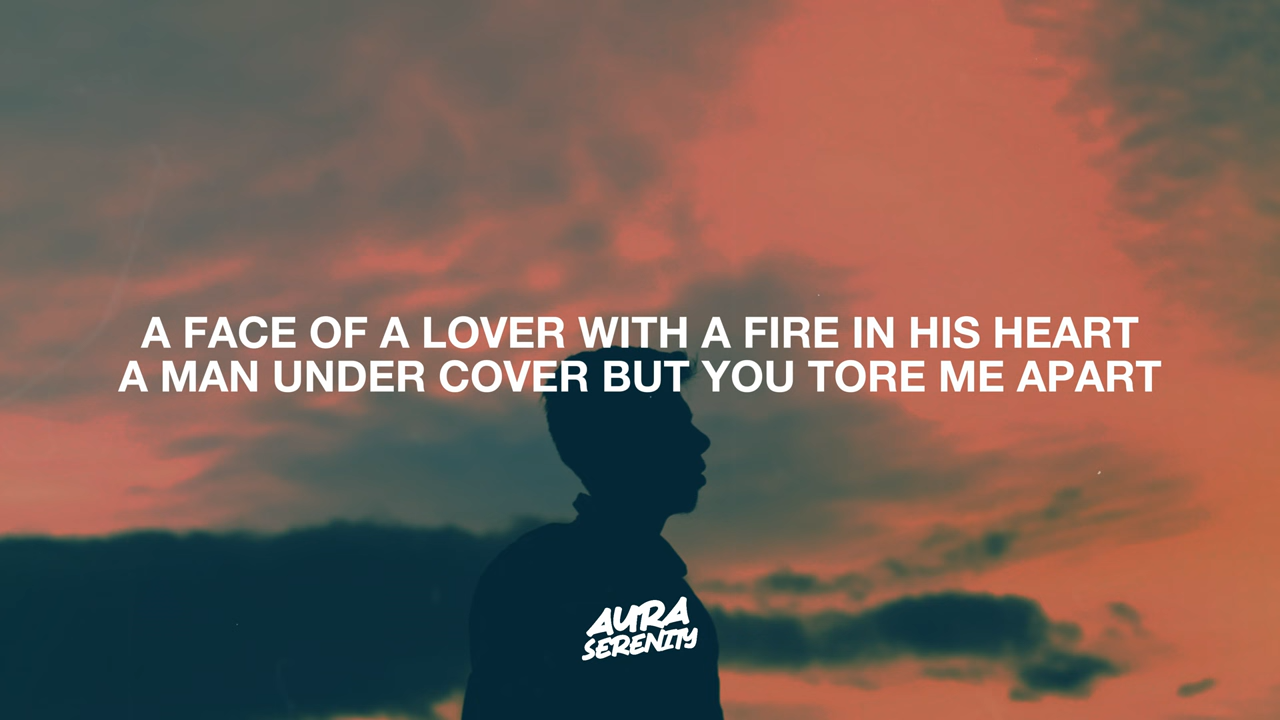 A FACE OF A LOVER WITH A FIRE IN HIS HEART
A MAN UNDER COVER BUT YOU TORE ME APART
AURA
SERENITY